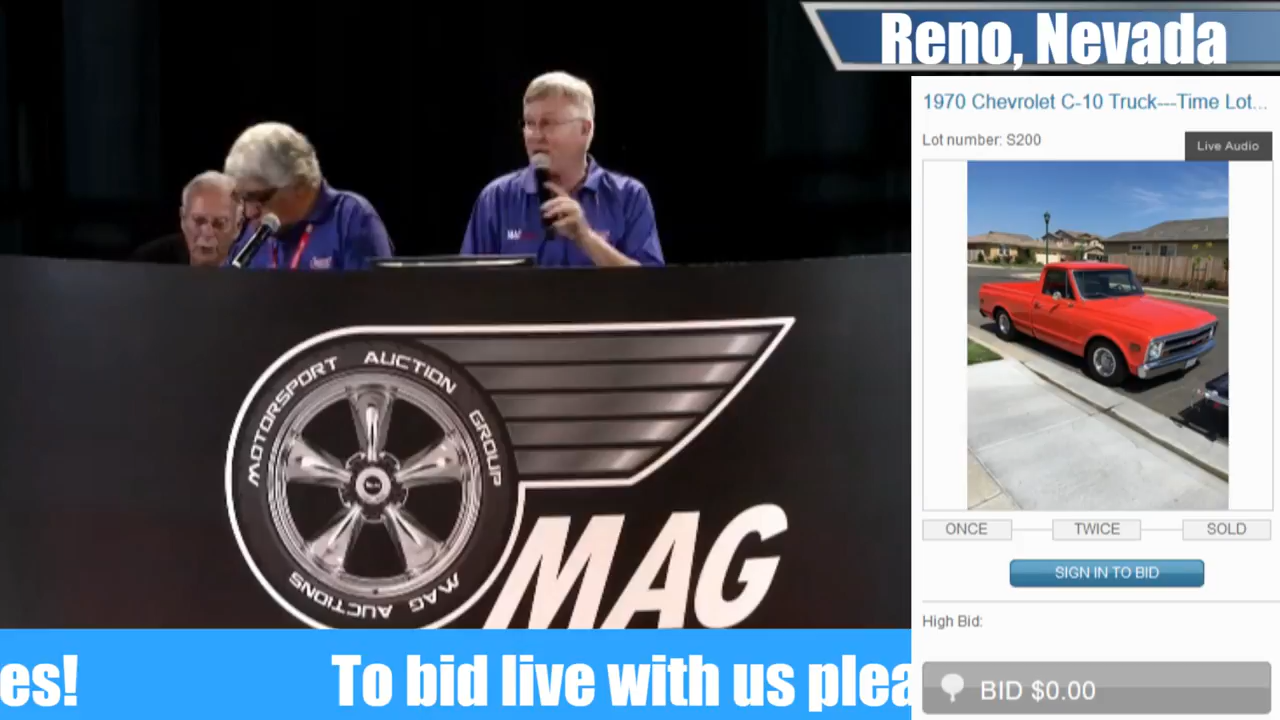 Reno, Nevada
1970 Chevrolet C-10 Truck---Time Lot...
Lot number: S200
Live Audio
MOTORSPORT AUCTION GROUP
MAG AUCTIONS
MAG
ONCE
TWICE
SOLD
SIGN IN TO BID
High Bid:
BID $0.00
es!
To bid live with us plea